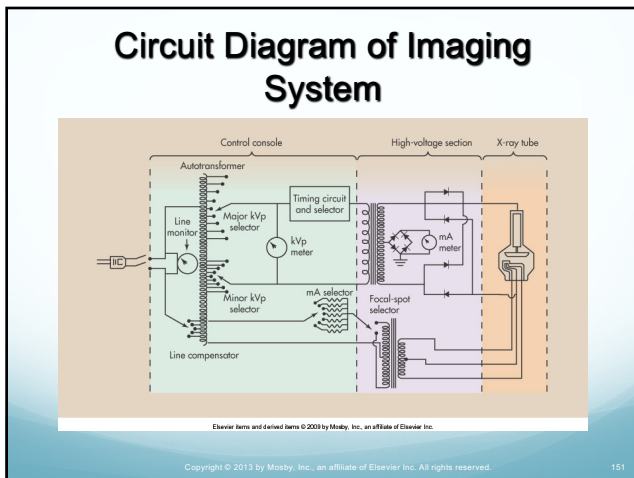 Circuit Diagram of Imaging
System
Control console
High-voltage section
X-ray tube
Autotransformer
Line
monitor
Major kVp
selector
Timing circuit
and selector
kVp
meter
mA
meter
Minor kVp
selector
mA selector
Focal-spot
selector
Line compensator
Elsevier items and derived items © 2009 by Mosby, Inc., an affiliate of Elsevier Inc.
Copyright © 2013 by Mosby, Inc., an affiliate of Elsevier Inc. All rights reserved.
151